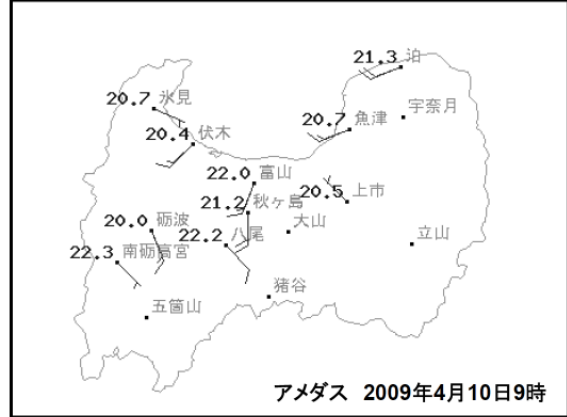 21.3 泊
20.7 氷見
宇奈月
20.7 魚津
20.4 伏木
22.0 富山
20.5 上市
21.2 秋ヶ島
20.0 砺波
大山
22.2 八尾
立山
22.3 南砺高宮
猪谷
五箇山
アメダス 2009年4月10日9時